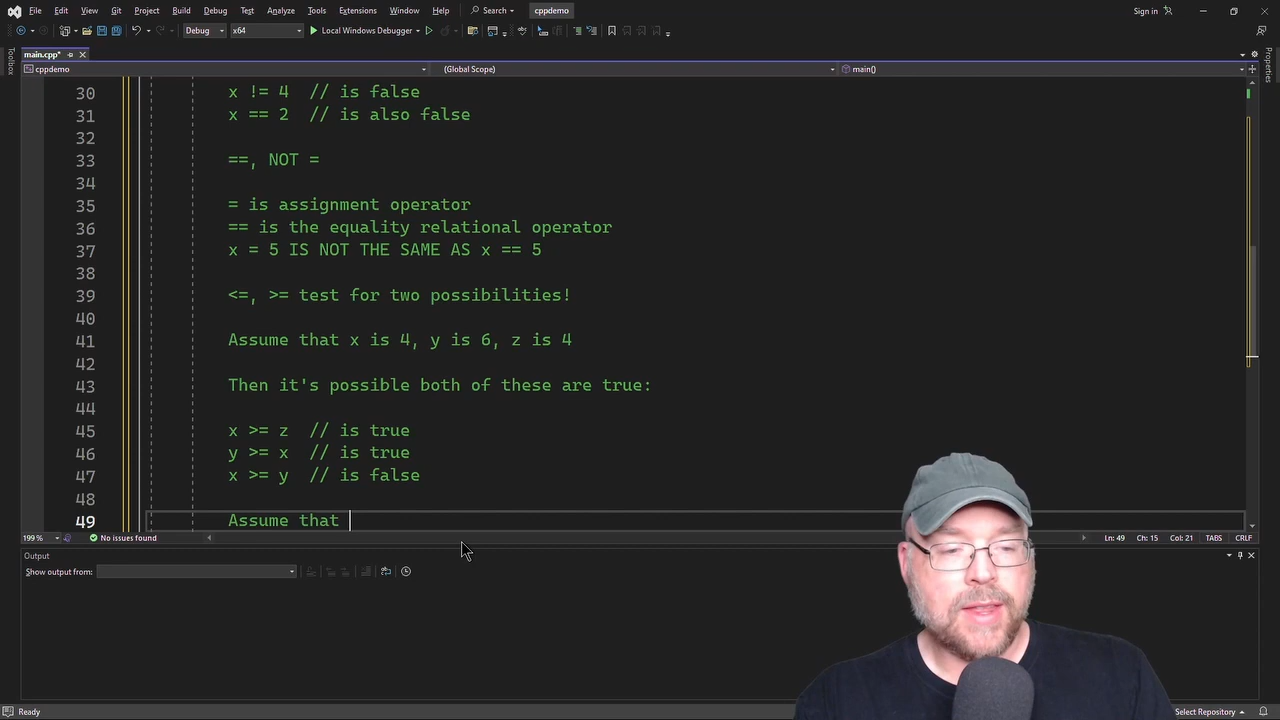 File Edit View Git Project Build Debug Test Analyze Tools Extensions Window Help Search cppdemo Sign in
Debug x64 Local Windows Debugger
main.cpp*
cppdemo (Global Scope) main()
Toolbox
Properties
30 x != 4 // is false
31 x == 2 // is also false
32
33 ==, NOT =
34
35 = is assignment operator
36 == is the equality relational operator
37 x = 5 IS NOT THE SAME AS x == 5
38
39 <=, >= test for two possibilities!
40
41 Assume that x is 4, y is 6, z is 4
42
43 Then it's possible both of these are true:
44
45 x >= z // is true
46 y >= x // is true
47 x >= y // is false
48
49 Assume that
199 % No issues found Ln: 49 Ch: 15 Col: 21 TABS CRLF
Output
Show output from:
Ready Select Repository